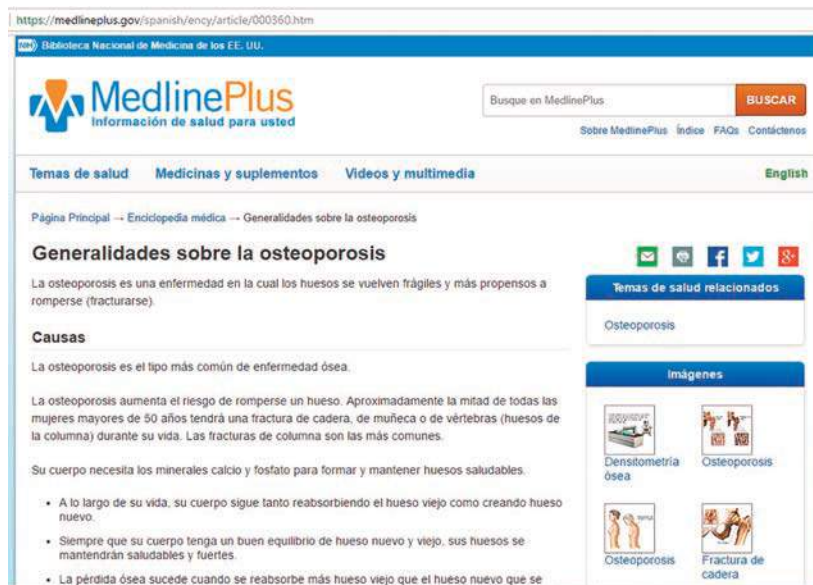 https://medlineplus.gov/spanish/ency/article/000360.htm
NIH Biblioteca Nacional de Medicina de los EE. UU.
MedlinePlus
Información de salud para usted
Busque en MedlinePlus
BUSCAR
Sobre MedlinePlus Índice FAQs Contáctenos
Temas de salud Medicinas y suplementos Videos y multimedia English
Página Principal → Enciclopedia médica → Generalidades sobre la osteoporosis
Generalidades sobre la osteoporosis
La osteoporosis es una enfermedad en la cual los huesos se vuelven frágiles y más propensos a
romperse (fracturarse).
Causas
La osteoporosis es el tipo más común de enfermedad ósea.
La osteoporosis aumenta el riesgo de romperse un hueso. Aproximadamente la mitad de todas las
mujeres mayores de 50 años tendrá una fractura de cadera, de muñeca o de vértebras (huesos de
la columna) durante su vida. Las fracturas de columna son las más comunes.
Su cuerpo necesita los minerales calcio y fosfato para formar y mantener huesos saludables.
• A lo largo de su vida, su cuerpo sigue tanto reabsorbiendo el hueso viejo como creando hueso
nuevo.
• Siempre que su cuerpo tenga un buen equilibrio de hueso nuevo y viejo, sus huesos se
mantendrán saludables y fuertes.
• La pérdida ósea sucede cuando se reabsorbe más hueso viejo que el hueso nuevo que se
Temas de salud relacionados
Osteoporosis
Imágenes
Densitometría
ósea
Osteoporosis
Osteoporosis
Fractura de
cadera